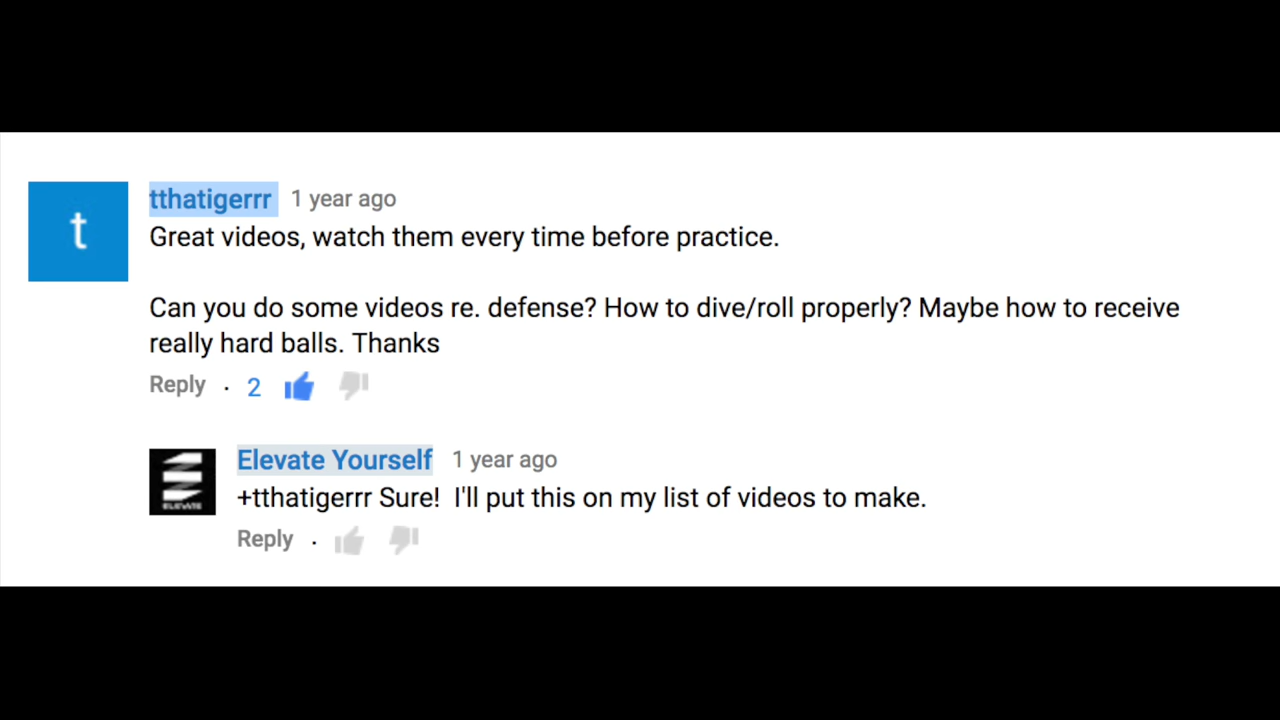 t
tthatigerrr 1 year ago
Great videos, watch them every time before practice.
Can you do some videos re. defense? How to dive/roll properly? Maybe how to receive
really hard balls. Thanks
Reply · 2
ELEVATE
Elevate Yourself 1 year ago
+tthatigerrr Sure!  I'll put this on my list of videos to make.
Reply ·